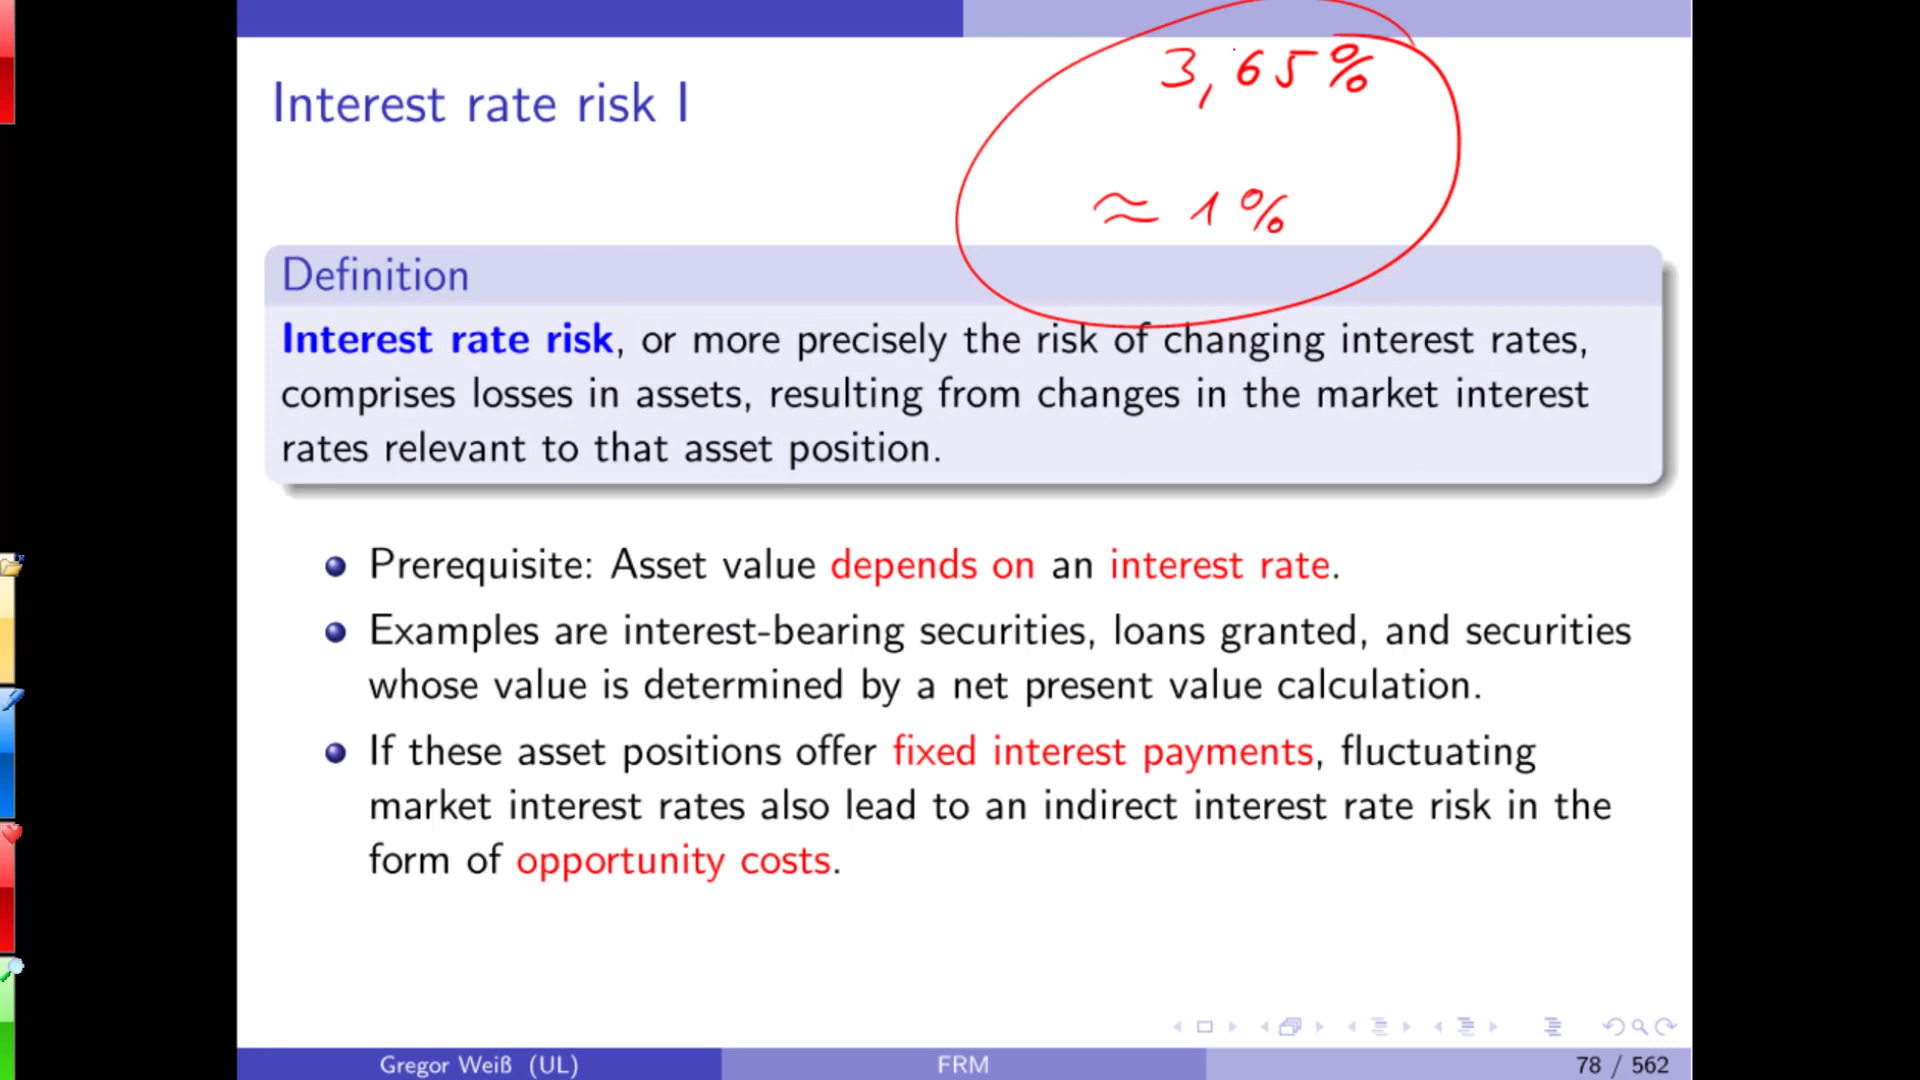 3,65%
Interest rate risk I
≈ 1%
Definition
Interest rate risk, or more precisely the risk of changing interest rates,
comprises losses in assets, resulting from changes in the market interest
rates relevant to that asset position.
Prerequisite: Asset value depends on an interest rate.
Examples are interest-bearing securities, loans granted, and securities
whose value is determined by a net present value calculation.
If these asset positions offer fixed interest payments, fluctuating
market interest rates also lead to an indirect interest rate risk in the
form of opportunity costs.
Gregor Weiß (UL) FRM 78 / 562